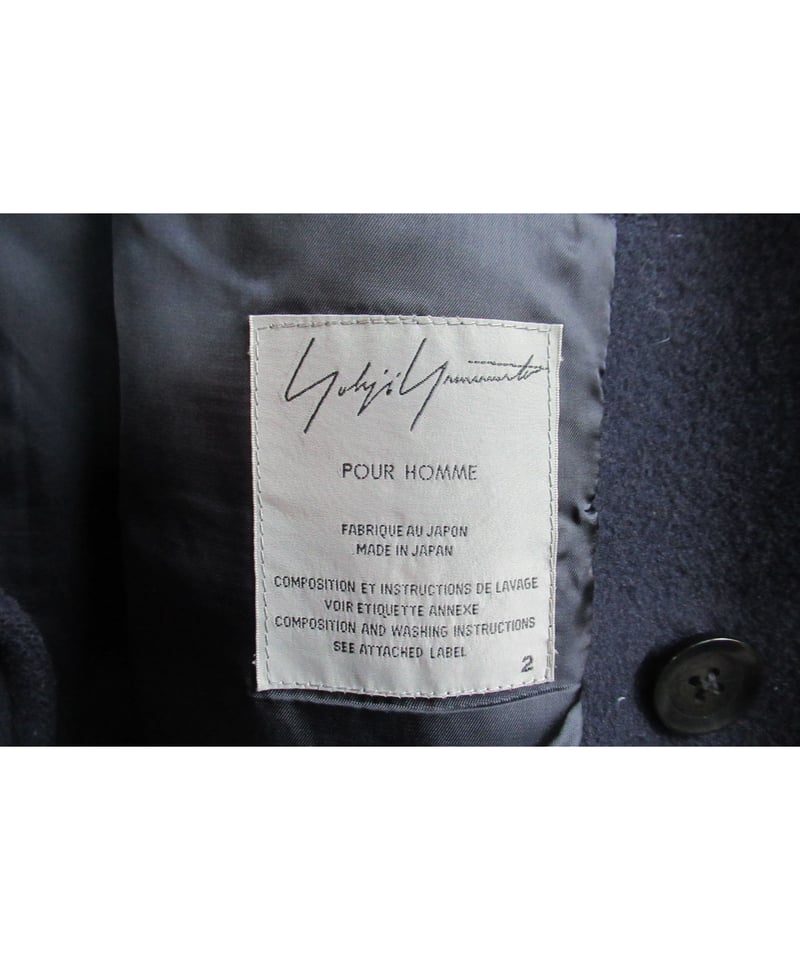 Yohji Yamamoto
POUR HOMME
FABRIQUE AU JAPON
MADE IN JAPAN
COMPOSITION ET INSTRUCTIONS DE LAVAGE
VOIR ETIQUETTE ANNEXE
COMPOSITION AND WASHING INSTRUCTIONS
SEE ATTACHED LABEL
2